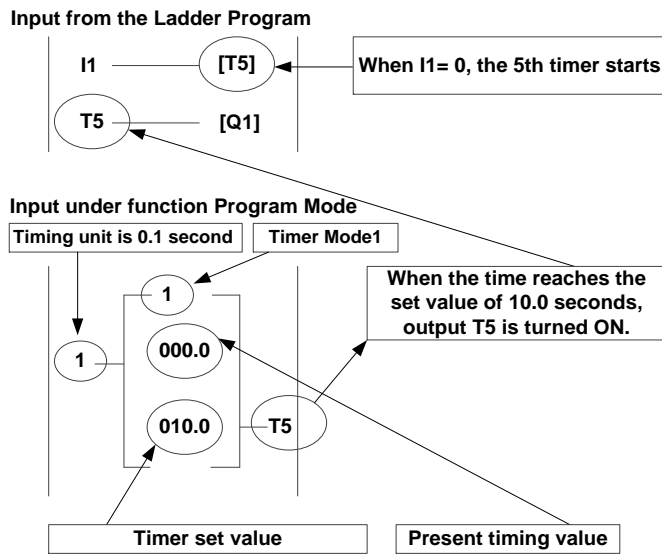 Input from the Ladder Program
I1 [T5]
When I1= 0, the 5th timer starts
T5 [Q1]
Input under function Program Mode
Timing unit is 0.1 second
Timer Mode1
When the time reaches the
set value of 10.0 seconds,
output T5 is turned ON.
1
000.0
1
010.0
T5
Timer set value
Present timing value